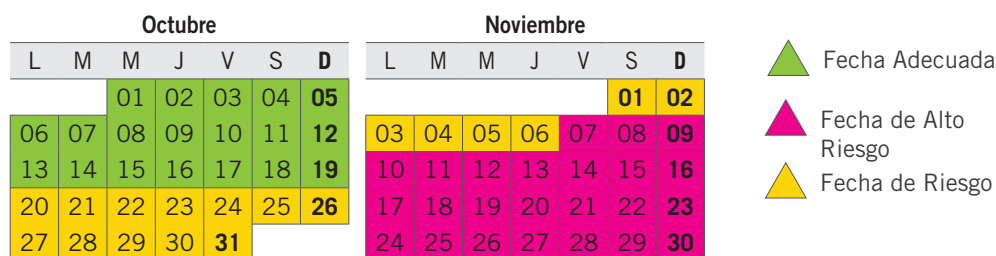 Octubre
L M M J V S D
01 02 03 04 05
06 07 08 09 10 11 12
13 14 15 16 17 18 19
20 21 22 23 24 25 26
27 28 29 30 31
Noviembre
L M M J V S D
01 02
03 04 05 06 07 08 09
10 11 12 13 14 15 16
17 18 19 20 21 22 23
24 25 26 27 28 29 30
Fecha Adecuada
Fecha de Alto
Riesgo
Fecha de Riesgo